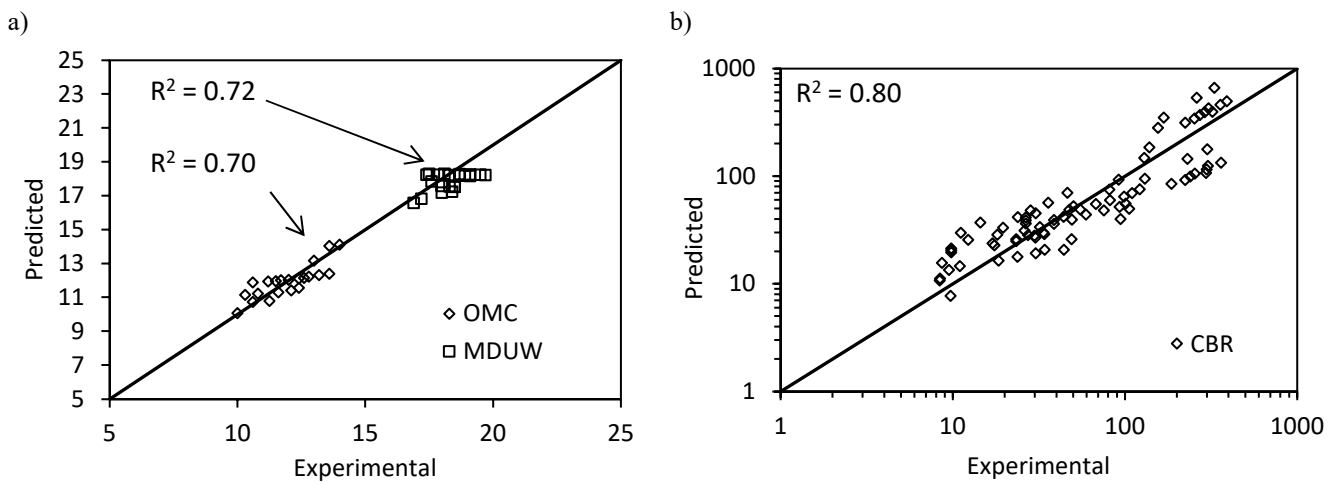 a)
25
23
21
19
17
15
13
11
9
7
5
Predicted
R² = 0.72
R² = 0.70
OMC
MDUW
5 10 15 20 25
Experimental
b)
1000
100
10
1
Predicted
R² = 0.80
CBR
1 10 100 1000
Experimental